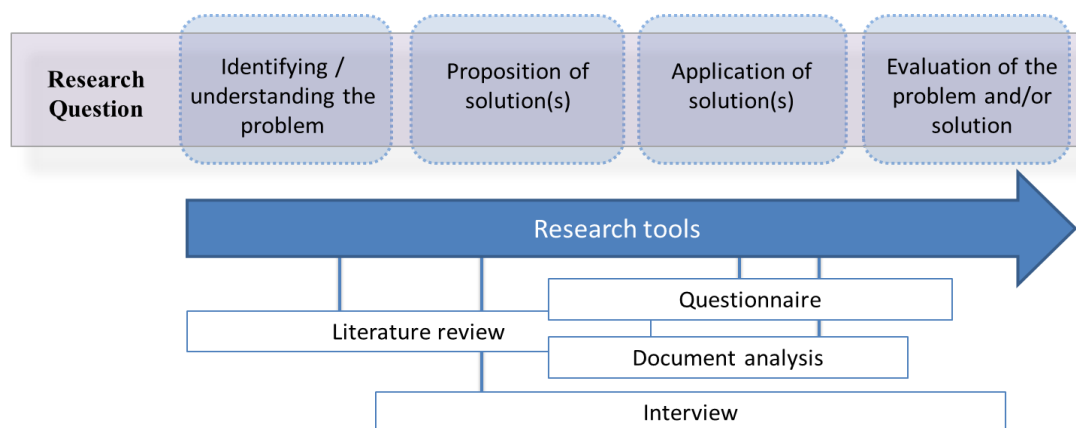 Research
Question
Identifying /
understanding the
problem
Proposition of
solution(s)
Application of
solution(s)
Evaluation of the
problem and/or
solution
Research tools
Questionnaire
Literature review
Document analysis
Interview